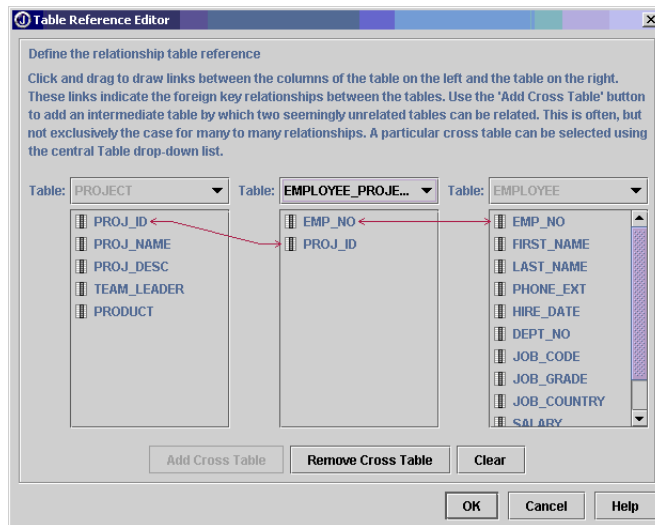 Table Reference Editor
Define the relationship table reference
Click and drag to draw links between the columns of the table on the left and the table on the right.
These links indicate the foreign key relationships between the tables. Use the 'Add Cross Table' button
to add an intermediate table by which two seemingly unrelated tables can be related. This is often, but
not exclusively the case for many to many relationships. A particular cross table can be selected using
the central Table drop-down list.
Table: PROJECT Table: EMPLOYEE_PROJE... Table: EMPLOYEE
PROJ_ID
PROJ_NAME
PROJ_DESC
TEAM_LEADER
PRODUCT
EMP_NO
PROJ_ID
EMP_NO
FIRST_NAME
LAST_NAME
PHONE_EXT
HIRE_DATE
DEPT_NO
JOB_CODE
JOB_GRADE
JOB_COUNTRY
SALARY
Add Cross Table Remove Cross Table Clear
OK Cancel Help